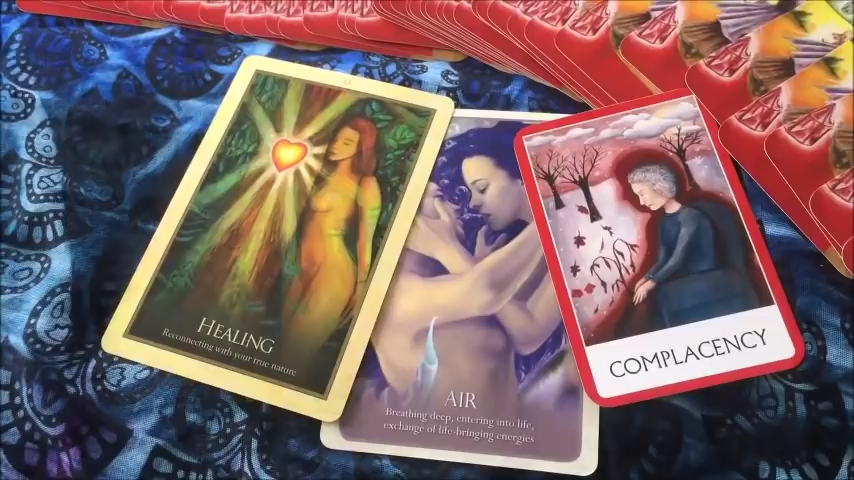 HEALING
Reconnecting with your true nature
AIR
Breathing deep, entering into life,
exchange of life-bringing energies
COMPLACENCY